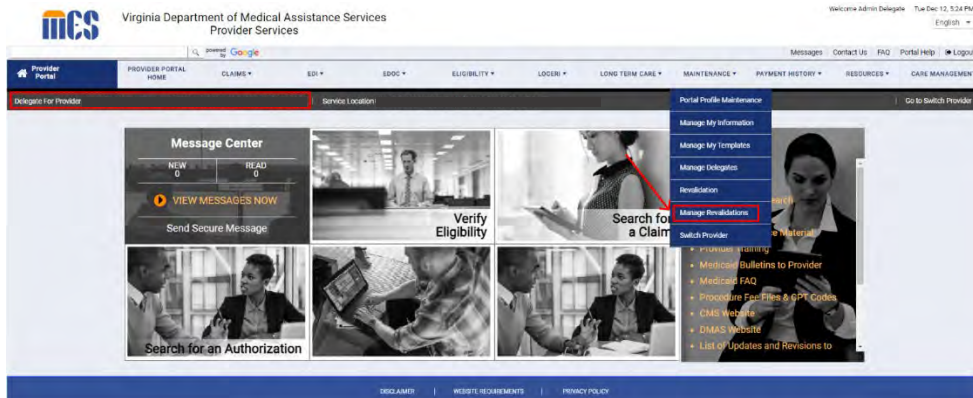 mes
Virginia Department of Medical Assistance Services
Provider Services
Welcome Admin Delegate Tue Dec 12, 5:24 PM
English
powered by Google
Messages Contact Us FAQ Portal Help Logout
Provider Portal
PROVIDER PORTAL HOME
CLAIMS
EDI
EDOC
ELIGIBILITY
LOCERI
LONG TERM CARE
MAINTENANCE
PAYMENT HISTORY
RESOURCES
CARE MANAGEMENT
Delegate For Provider
Service Location:
Go to Switch Provider
Portal Profile Maintenance
Manage My Information
Manage My Templates
Manage Delegates
Revalidation
Manage Revalidations
Switch Provider
Message Center
NEW READ
0 0
VIEW MESSAGES NOW
Send Secure Message
Verify
Eligibility
Search for
a Claim
Search for an Authorization
Material
Provider Training
Medicaid Bulletins to Provider
Medicaid FAQ
Procedure Fee Files & CPT Codes
CMS Website
DMAS Website
List of Updates and Revisions to
DISCLAIMER | WEBSITE REQUIREMENTS | PRIVACY POLICY